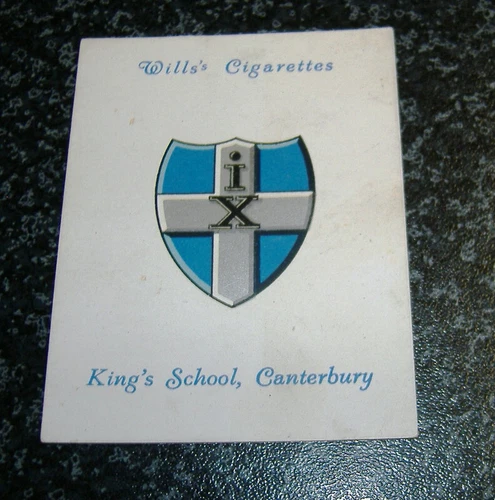 Wills's Cigarettes
i
X
King's School, Canterbury